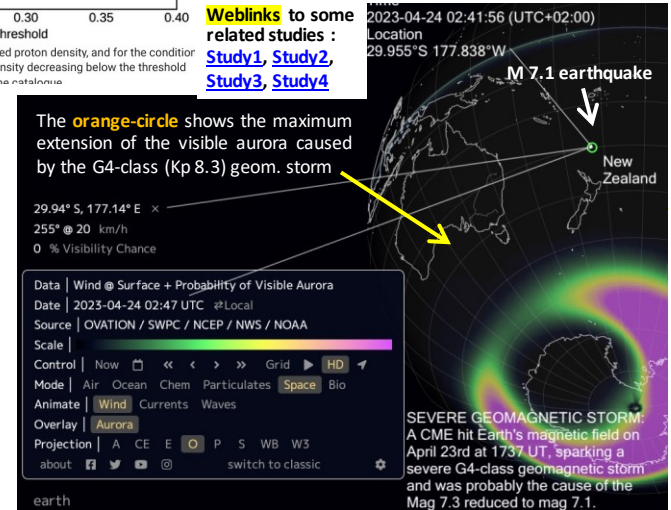 0.30 0.35 0.40
hreshold
ed proton density, and for the condition
nsity decreasing below the threshold
he catalogue
Weblinks to some
related studies :
Study1, Study2,
Study3, Study4
Time
2023-04-24 02:41:56 (UTC+02:00)
Location
29.955°S 177.838°W
M 7.1 earthquake
The orange-circle shows the maximum
extension of the visible aurora caused
by the G4-class (Kp 8.3) geom. storm
New
Zealand
29.94° S, 177.14° E ×
255° @ 20 km/h
0 % Visibility Chance
Data | Wind @ Surface + Probability of Visible Aurora
Date | 2023-04-24 02:47 UTC ⇄Local
Source | OVATION / SWPC / NCEP / NWS / NOAA
Scale |
Control | Now « ‹ › » Grid ▶ HD
Mode | Air Ocean Chem Particulates Space Bio
Animate | Wind Currents Waves
Overlay | Aurora
Projection | A CE E O P S WB W3
about switch to classic
earth
SEVERE GEOMAGNETIC STORM:
A CME hit Earth's magnetic field on
April 23rd at 1737 UT, sparking a
severe G4-class geomagnetic storm
and was probably the cause of the
Mag 7.3 reduced to mag 7.1.